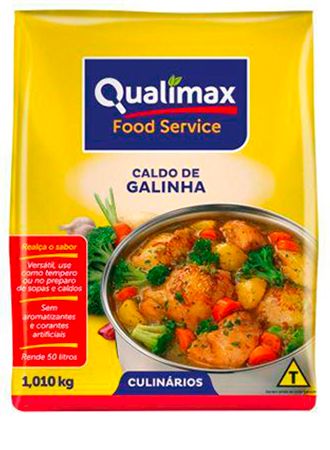 Qualimax
Food Service
CALDO DE
GALINHA
Realça o sabor
Versátil, use
como tempero
ou no preparo
de sopas e caldos
Sem
aromatizantes
e corantes
artificiais
Rende 50 litros
1,010 kg
CULINÁRIOS
T